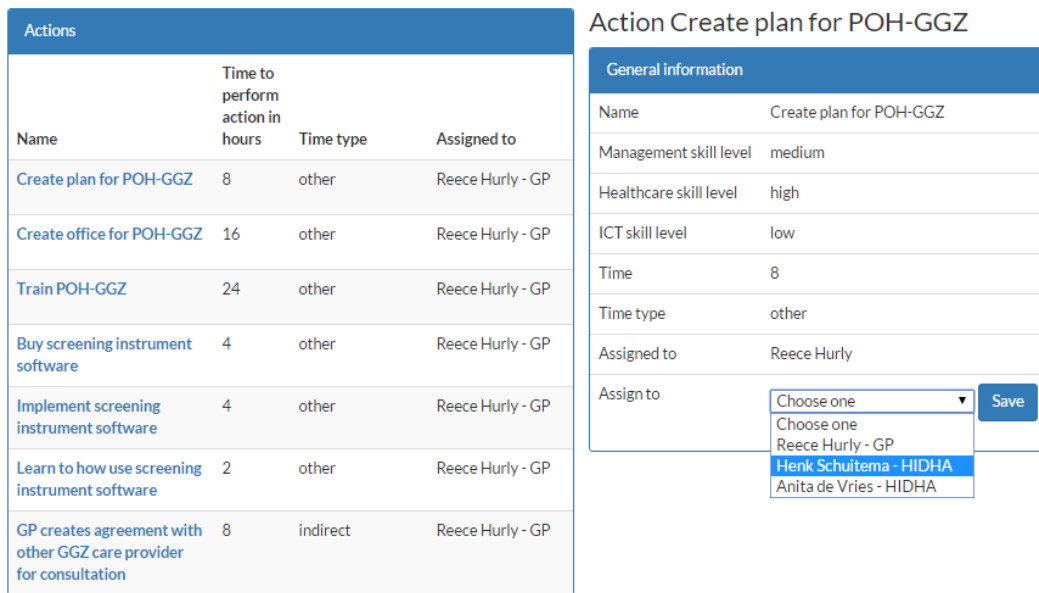 Actions
Name
Time to
perform
action in
hours
Time type
Assigned to
Create plan for POH-GGZ 8 other Reece Hurly - GP
Create office for POH-GGZ 16 other Reece Hurly - GP
Train POH-GGZ 24 other Reece Hurly - GP
Buy screening instrument 4 other Reece Hurly - GP
software
Implement screening 4 other Reece Hurly - GP
instrument software
Learn to how use screening 2 other Reece Hurly - GP
instrument software
GP creates agreement with 8 indirect Reece Hurly - GP
other GGZ care provider
for consultation
Action Create plan for POH-GGZ
General information
Name Create plan for POH-GGZ
Management skill level medium
Healthcare skill level high
ICT skill level low
Time 8
Time type other
Assigned to Reece Hurly
Assign to Choose one Save
Choose one
Reece Hurly - GP
Henk Schuitema - HIDHA
Anita de Vries - HIDHA